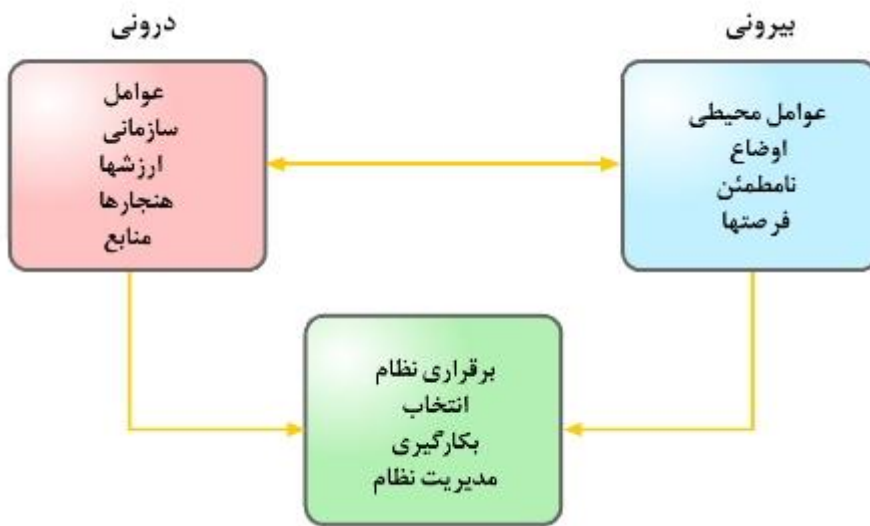 بیرونی
درونی
عوامل محیطی
اوضاع
نامطمئن
فرصتها
عوامل
سازمانی
ارزشها
هنجارها
منابع
برقراری نظام
انتخاب
بکارگیری
مدیریت نظام